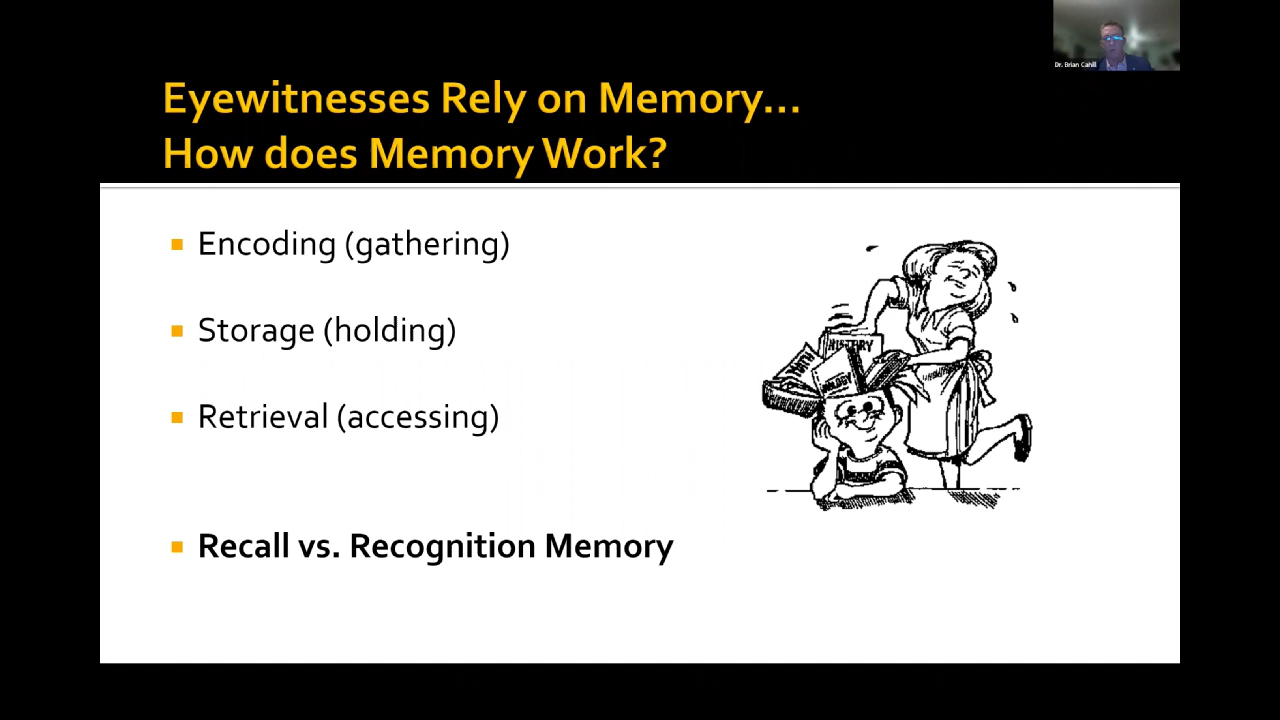 Dr. Brian Cahill
Eyewitnesses Rely on Memory...
How does Memory Work?
Encoding (gathering)
Storage (holding)
Retrieval (accessing)
HISTORY
Recall vs. Recognition Memory